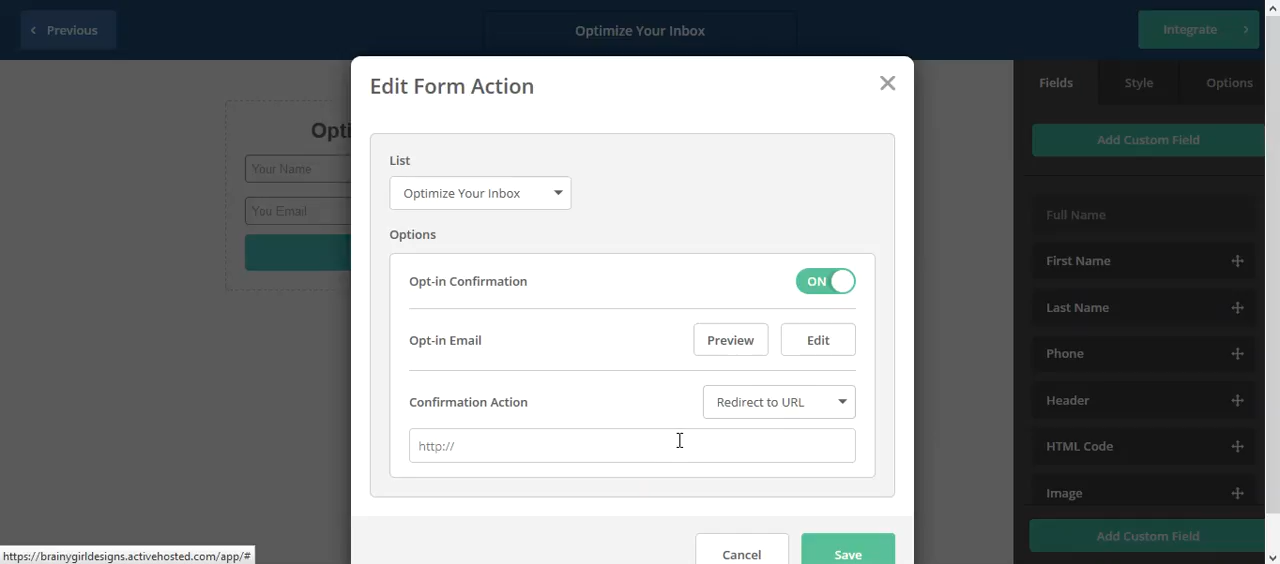 Previous
Optimize Your Inbox
Integrate
Edit Form Action
Fields
Style
Options
Opti
Add Custom Field
List
Your Name
Optimize Your Inbox
You Email
Full Name
Options
First Name
Opt-in Confirmation
ON
Last Name
Opt-in Email
Preview
Edit
Phone
Confirmation Action
Redirect to URL
Header
http://
HTML Code
Image
Add Custom Field
Cancel
Save
https://brainygirldesigns.activehosted.com/app/#